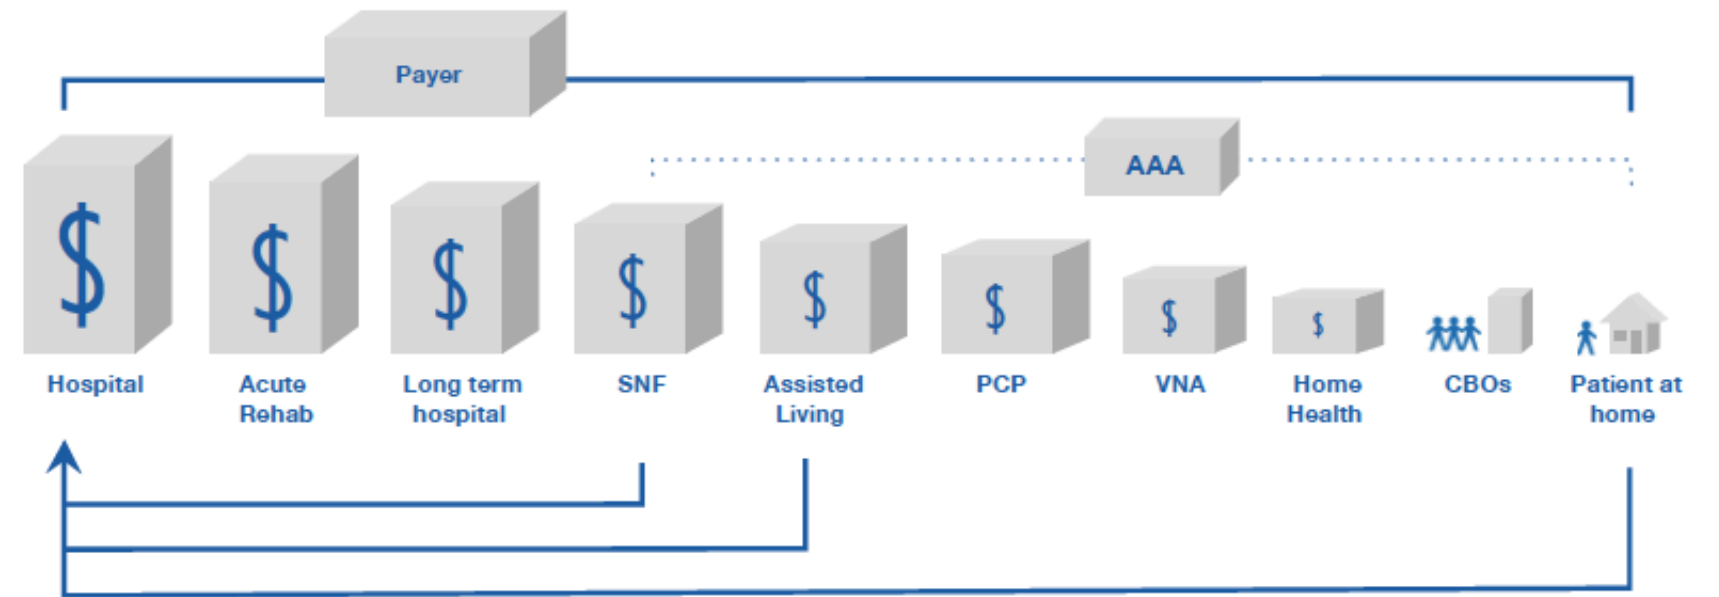 Payer
AAA
$ $ $ $ $ $ $ $
Hospital
Acute
Rehab
Long term
hospital
SNF
Assisted
Living
PCP
VNA
Home
Health
CBOs
Patient at
home